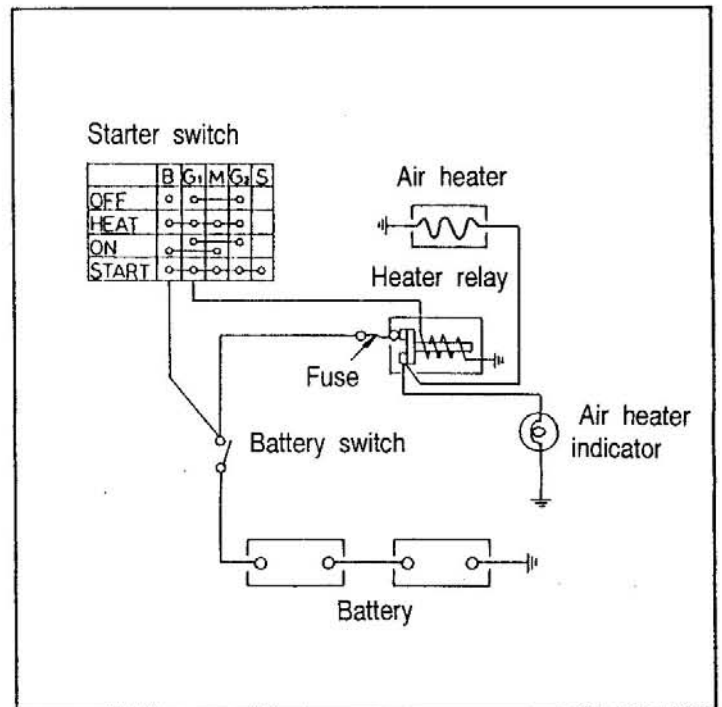 Starter switch
B G₁ M G₂ S
OFF
HEAT
ON
START
Air heater
Heater relay
Fuse
Air heater
indicator
Battery switch
Battery